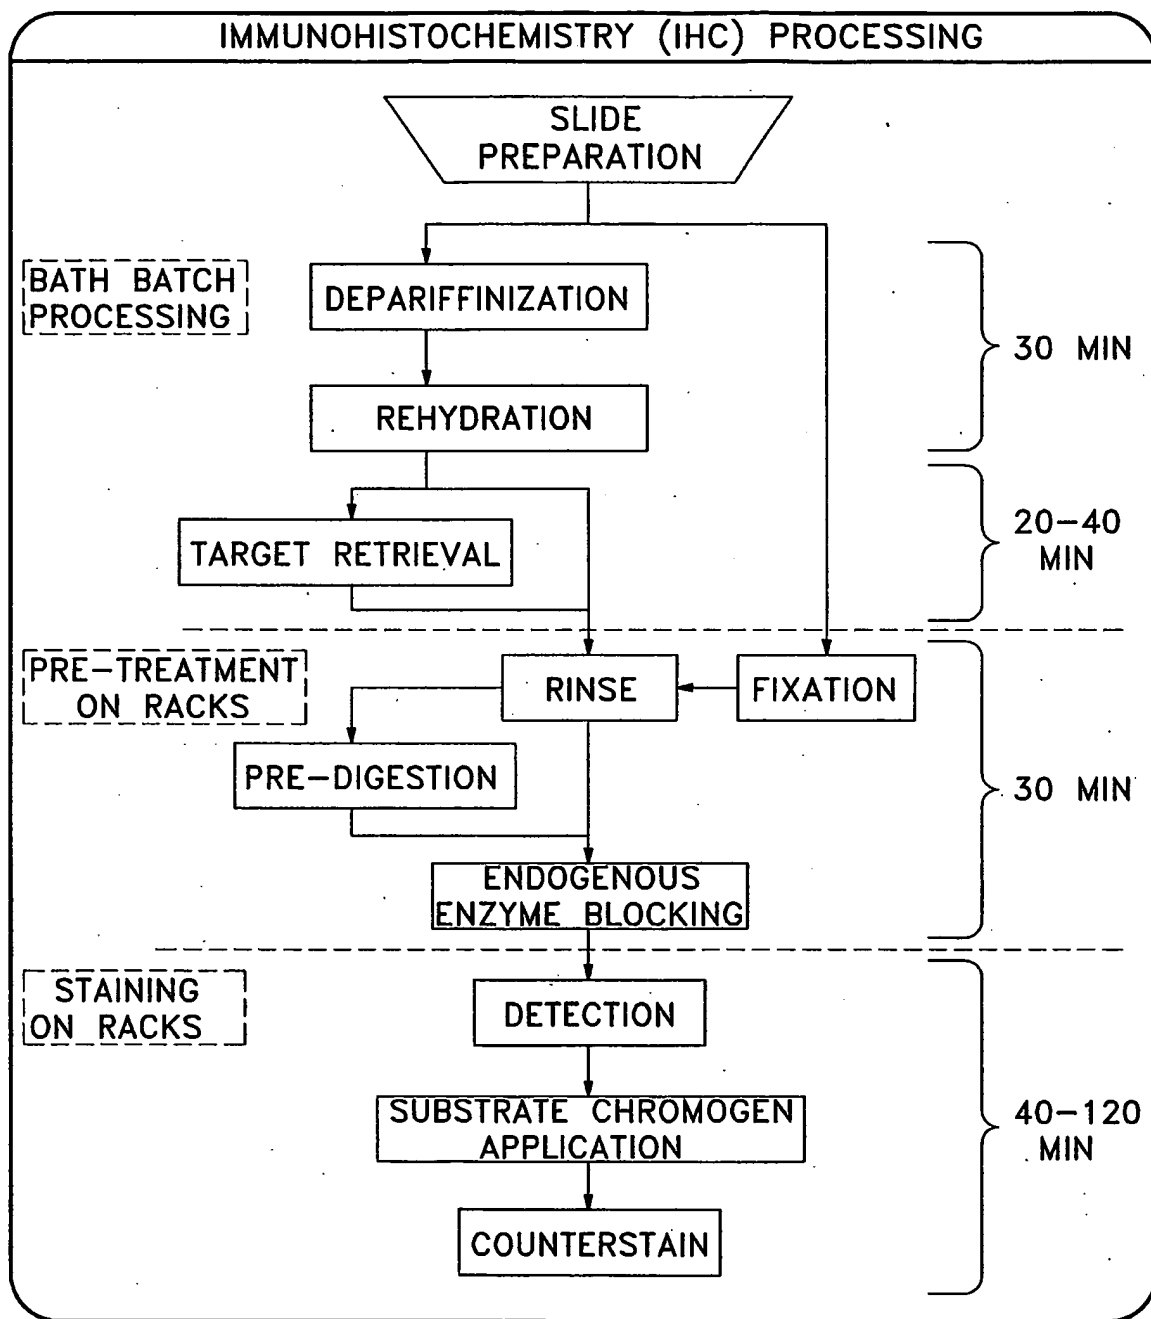 IMMUNOHISTOCHEMISTRY (IHC) PROCESSING
SLIDE
PREPARATION
BATH BATCH
PROCESSING
DEPARIFFINIZATION
REHYDRATION
30 MIN
TARGET RETRIEVAL
20-40
MIN
PRE-TREATMENT
ON RACKS
RINSE
FIXATION
PRE-DIGESTION
30 MIN
ENDOGENOUS
ENZYME BLOCKING
STAINING
ON RACKS
DETECTION
SUBSTRATE CHROMOGEN
APPLICATION
40-120
MIN
COUNTERSTAIN